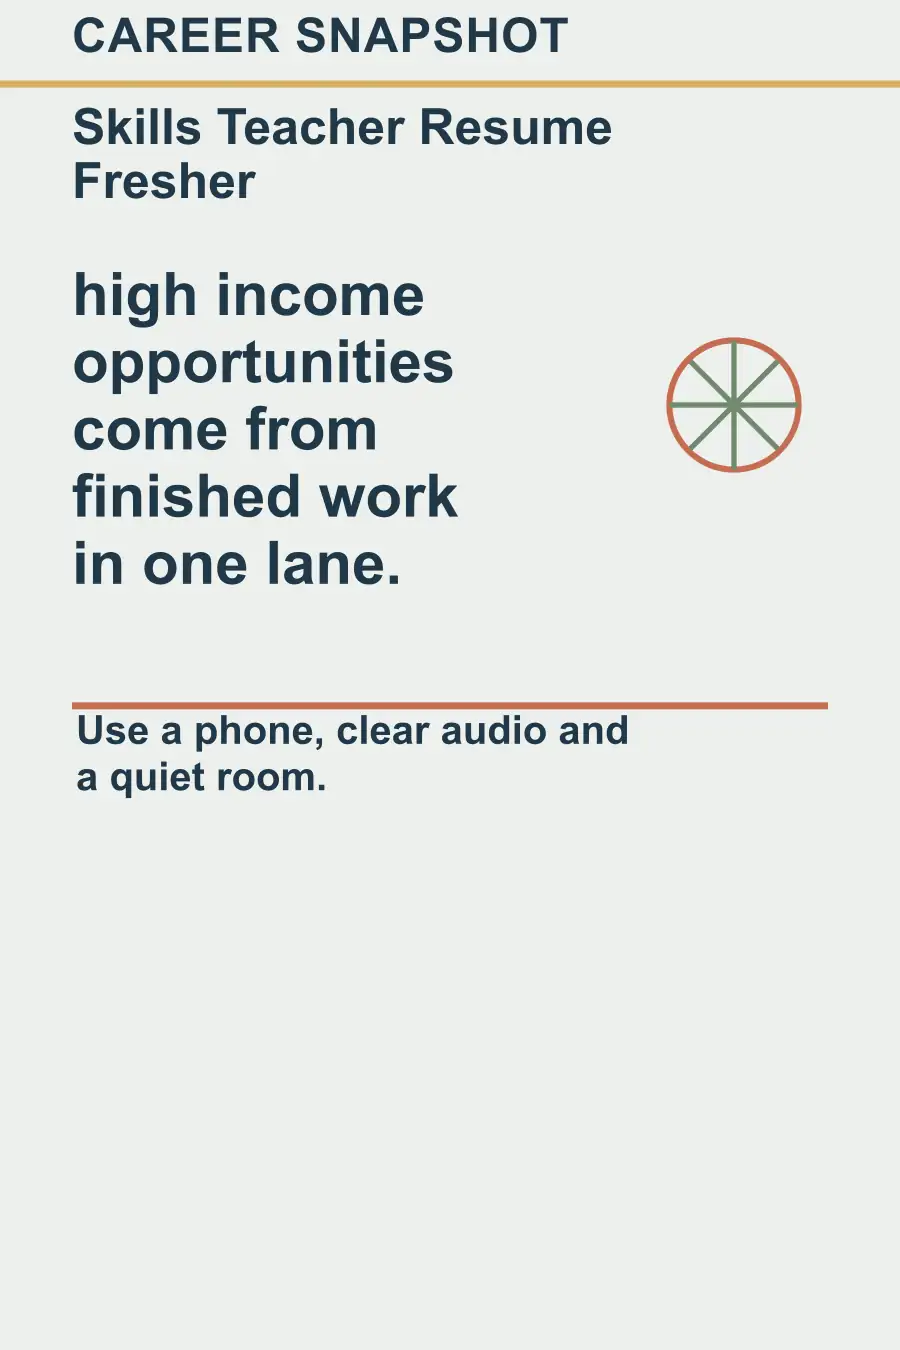 CAREER SNAPSHOT
Skills Teacher Resume
Fresher
high income
opportunities
come from
finished work
in one lane.
Use a phone, clear audio and
a quiet room.